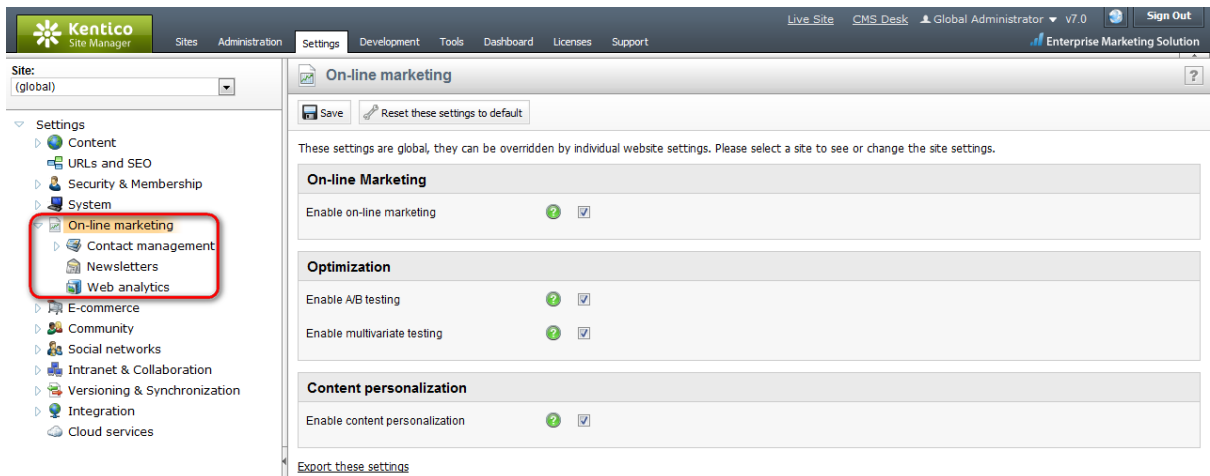 Kentico
Site Manager
Live Site CMS Desk Global Administrator v7.0 Sign Out
Sites Administration Settings Development Tools Dashboard Licenses Support Enterprise Marketing Solution
Site:
(global)
Settings
Content
URLs and SEO
Security & Membership
System
On-line marketing
Contact management
Newsletters
Web analytics
E-commerce
Community
Social networks
Intranet & Collaboration
Versioning & Synchronization
Integration
Cloud services
On-line marketing ?
Save Reset these settings to default
These settings are global, they can be overridden by individual website settings. Please select a site to see or change the site settings.
On-line Marketing
Enable on-line marketing ?
Optimization
Enable A/B testing ?
Enable multivariate testing ?
Content personalization
Enable content personalization ?
Export these settings